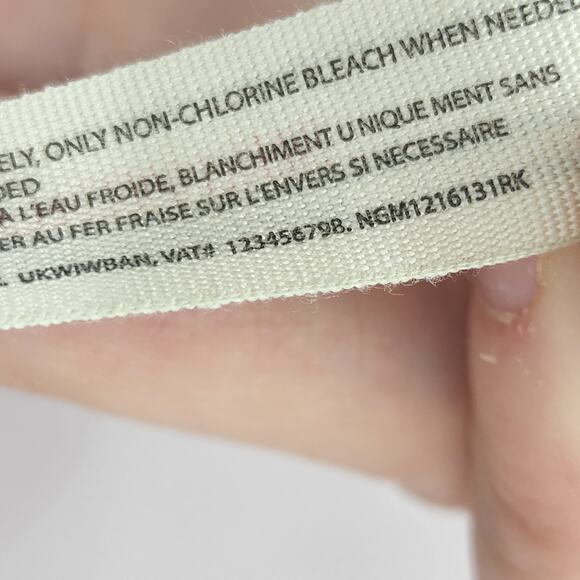 ELY, ONLY NON-CHLORINE BLEACH WHEN NEEDED
DED
À L'EAU FROIDE, BLANCHIMENT U NIQUE MENT SANS
ER AU FER FRAISE SUR L'ENVERS SI NECESSAIRE
. UKWIWBAN, VAT# 123456798. NGM1216131RK